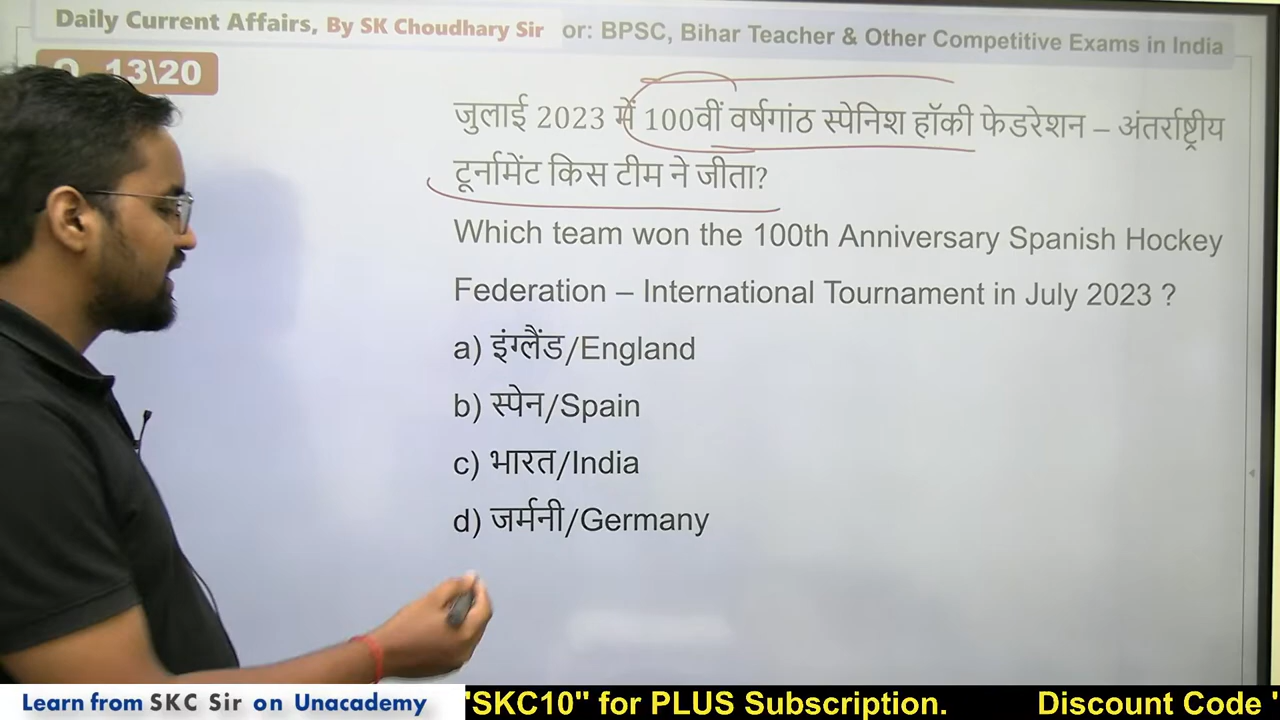 Daily Current Affairs, By SK Choudhary Sir or: BPSC, Bihar Teacher & Other Competitive Exams in India
13\20
जुलाई 2023 में 100वीं वर्षगांठ स्पेनिश हॉकी फेडरेशन – अंतर्राष्ट्रीय
टूर्नामेंट किस टीम ने जीता?
Which team won the 100th Anniversary Spanish Hockey
Federation – International Tournament in July 2023 ?
a) इंग्लैंड/England
b) स्पेन/Spain
c) भारत/India
d) जर्मनी/Germany
Learn from SKC Sir on Unacademy
"SKC10" for PLUS Subscription. Discount Code "